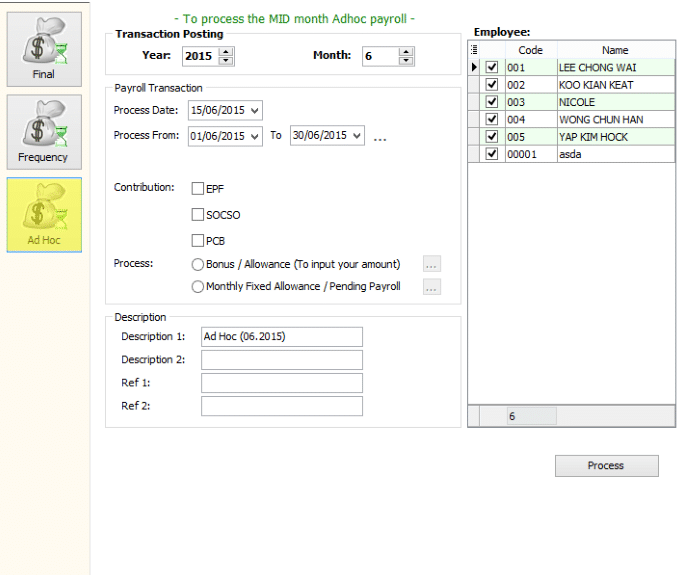 - To process the MID month Adhoc payroll -
Final
Frequency
Ad Hoc
Transaction Posting
Year: 2015 Month: 6
Payroll Transaction
Process Date: 15/06/2015
Process From: 01/06/2015 To 30/06/2015 ...
Contribution: EPF
SOCSO
PCB
Process: Bonus / Allowance (To input your amount) ...
Monthly Fixed Allowance / Pending Payroll ...
Description
Description 1: Ad Hoc (06.2015)
Description 2:
Ref 1:
Ref 2:
Employee:
Code Name
001 LEE CHONG WAI
002 KOO KIAN KEAT
003 NICOLE
004 WONG CHUN HAN
005 YAP KIM HOCK
00001 asda
6
Process